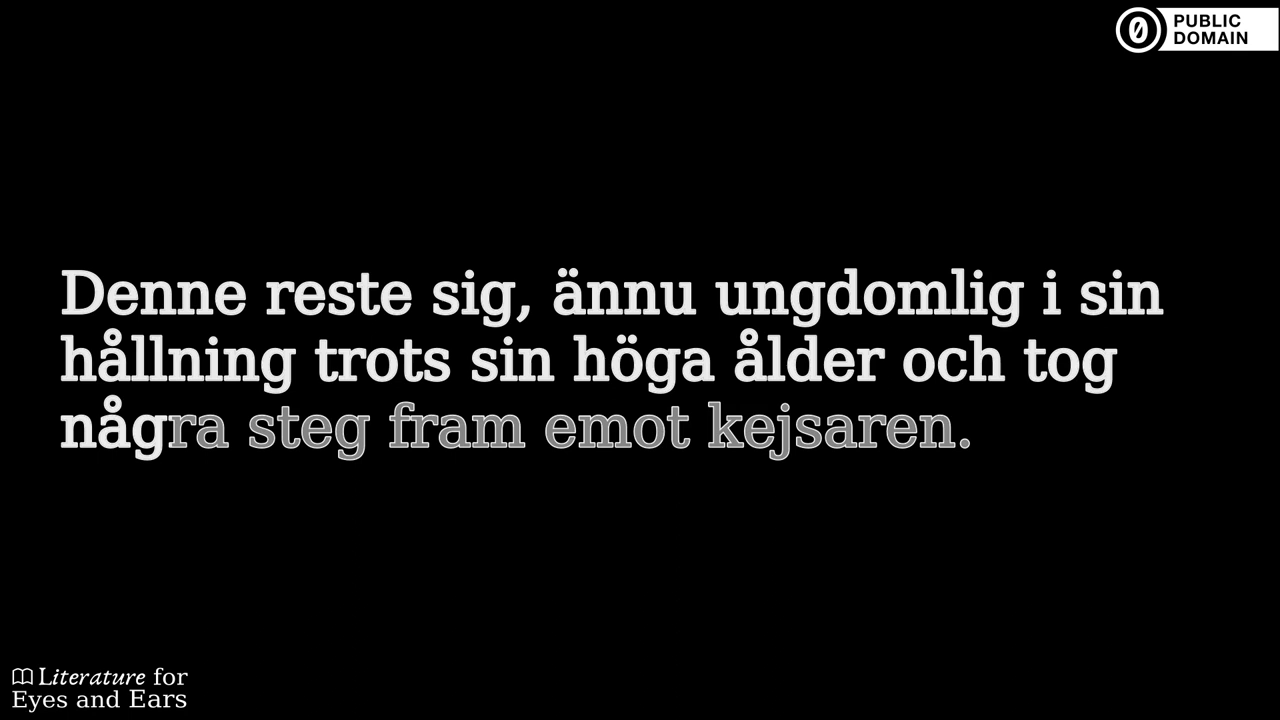 PUBLIC
DOMAIN
Denne reste sig, ännu ungdomlig i sin
hållning trots sin höga ålder och tog
några steg fram emot kejsaren.
Literature for
Eyes and Ears